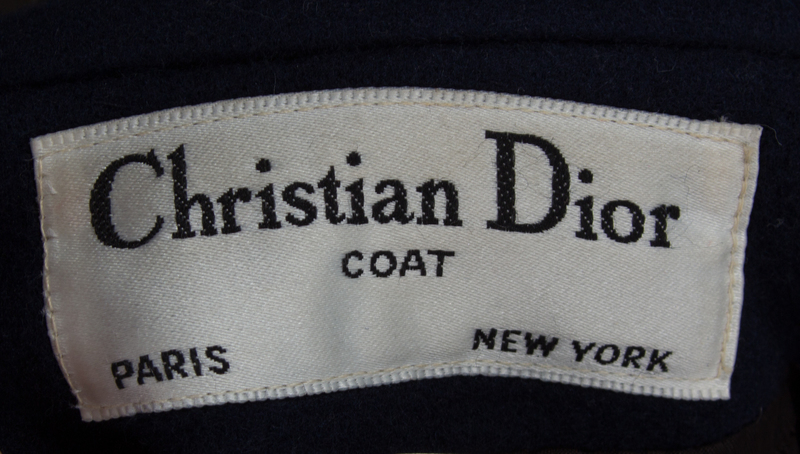 Christian Dior
COAT
PARIS NEW YORK